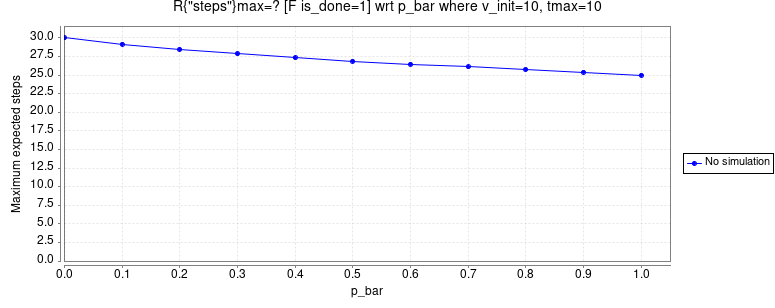 R{"steps"}max=? [F is_done=1] wrt p_bar where v_init=10, tmax=10
Maximum expected steps
30.0
27.5
25.0
22.5
20.0
17.5
15.0
12.5
10.0
7.5
5.0
2.5
0.0
0.0 0.1 0.2 0.3 0.4 0.5 0.6 0.7 0.8 0.9 1.0
p_bar
No simulation